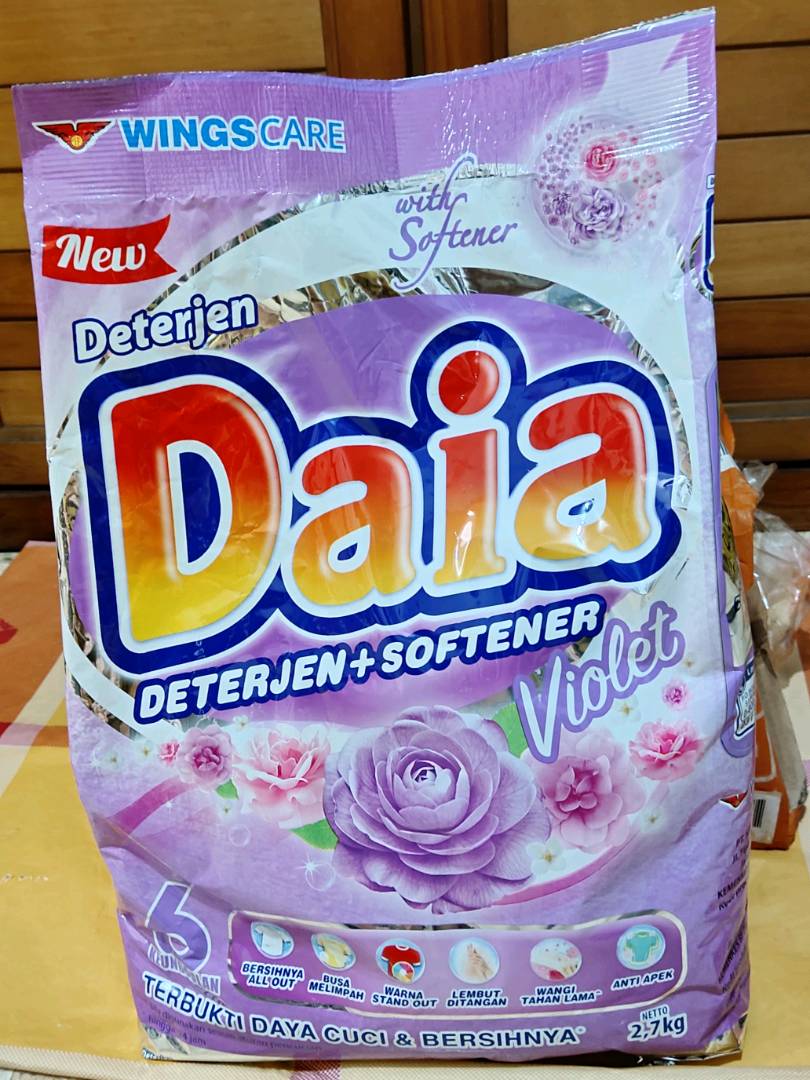 WINGSCARE
with
Softener
New
Deterjen
Daia
DETERJEN+SOFTENER
Violet
6
KEUNGGULAN
BERSIHNYA
"ALL OUT"
BUSA
MELIMPAH
WARNA
STAND OUT
LEMBUT
DITANGAN
WANGI
TAHAN LAMA
ANTI APEK
TERBUKTI DAYA CUCI & BERSIHNYA
NETTO
2,7kg